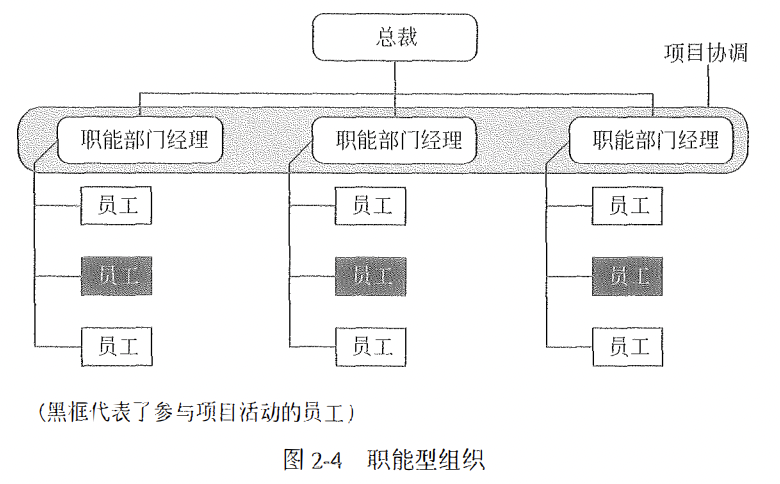 总裁
项目协调
职能部门经理 职能部门经理 职能部门经理
员工 员工 员工
员工 员工 员工
员工 员工 员工
（黑框代表了参与项目活动的员工）
图 2-4 职能型组织